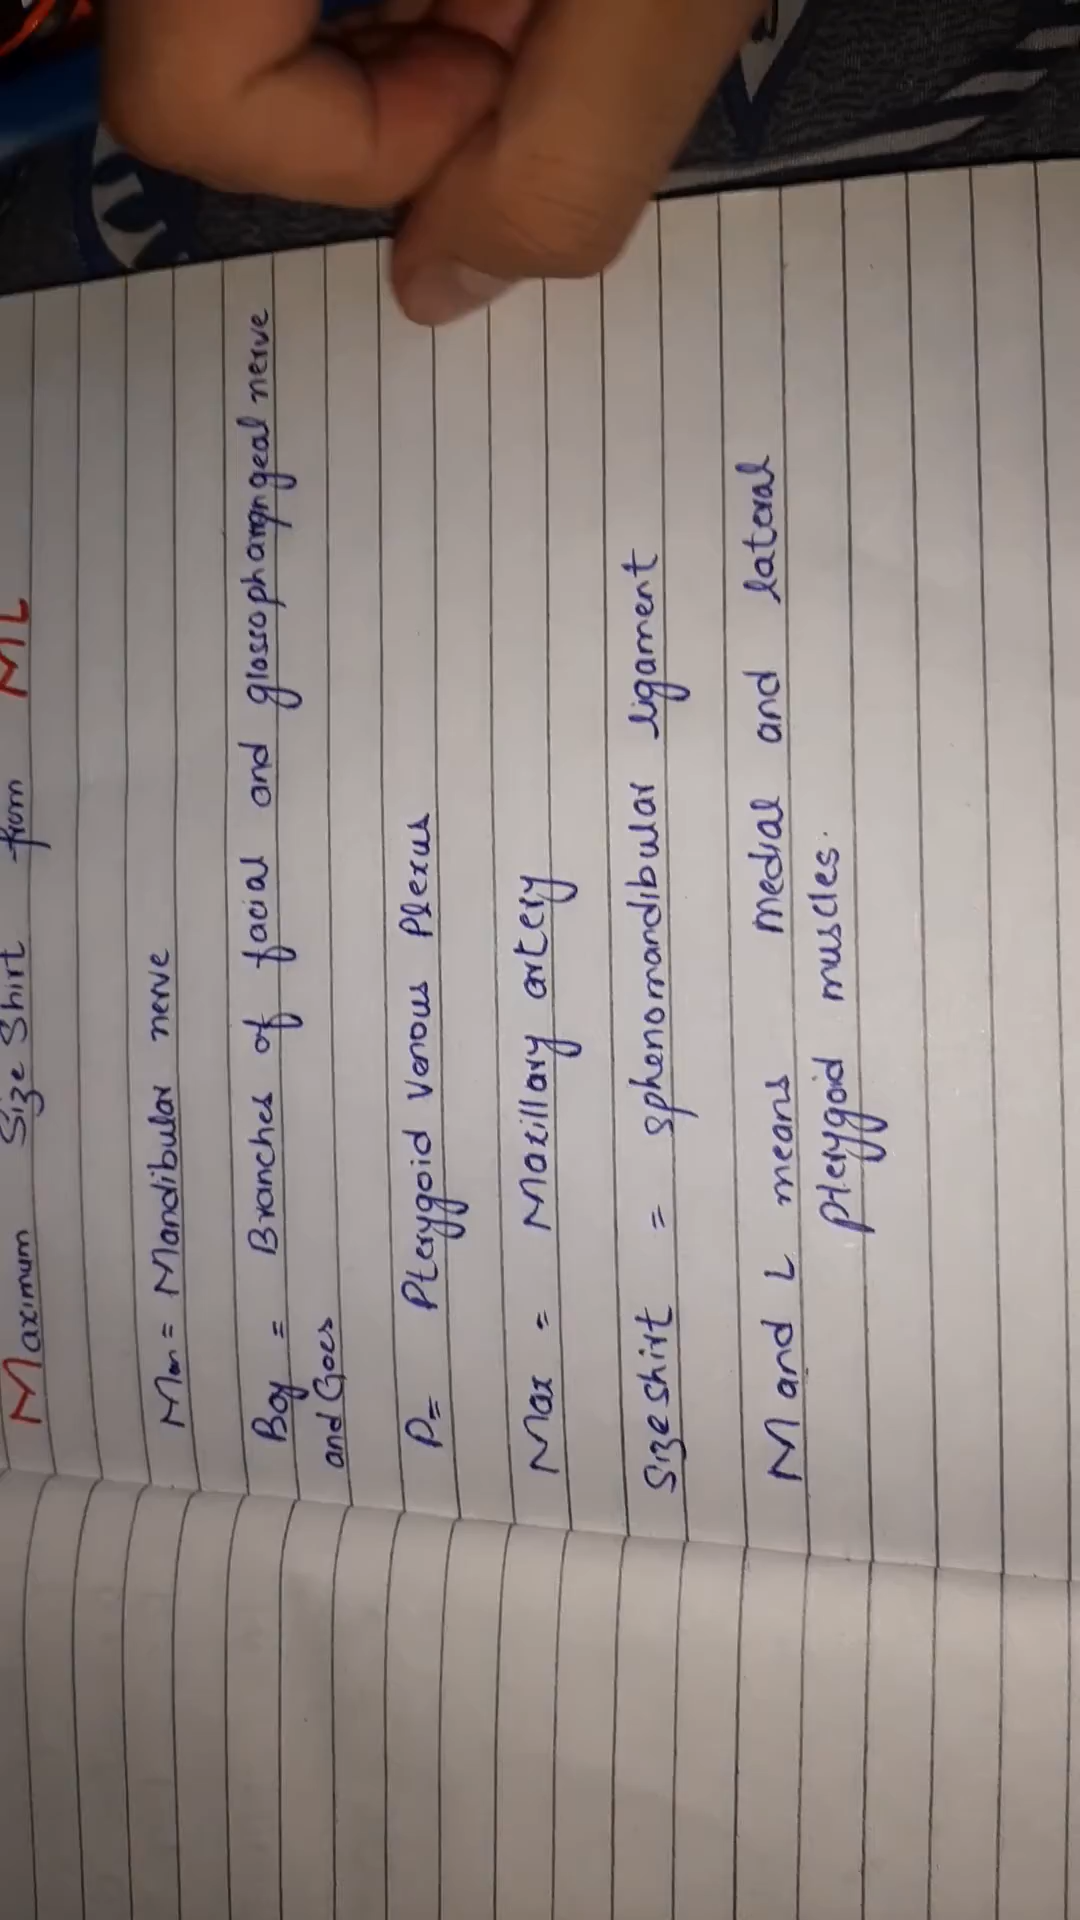 Maximum Size Shirt from ML
Man = Mandibular nerve
Boy = Branches of facial and glossopharyngeal nerve
and Goes
P = Pterygoid Venous Plexus
Max = Maxillary artery
Size shirt = sphenomandibular ligament
M and L means medial and lateral
Pterygoid muscles.